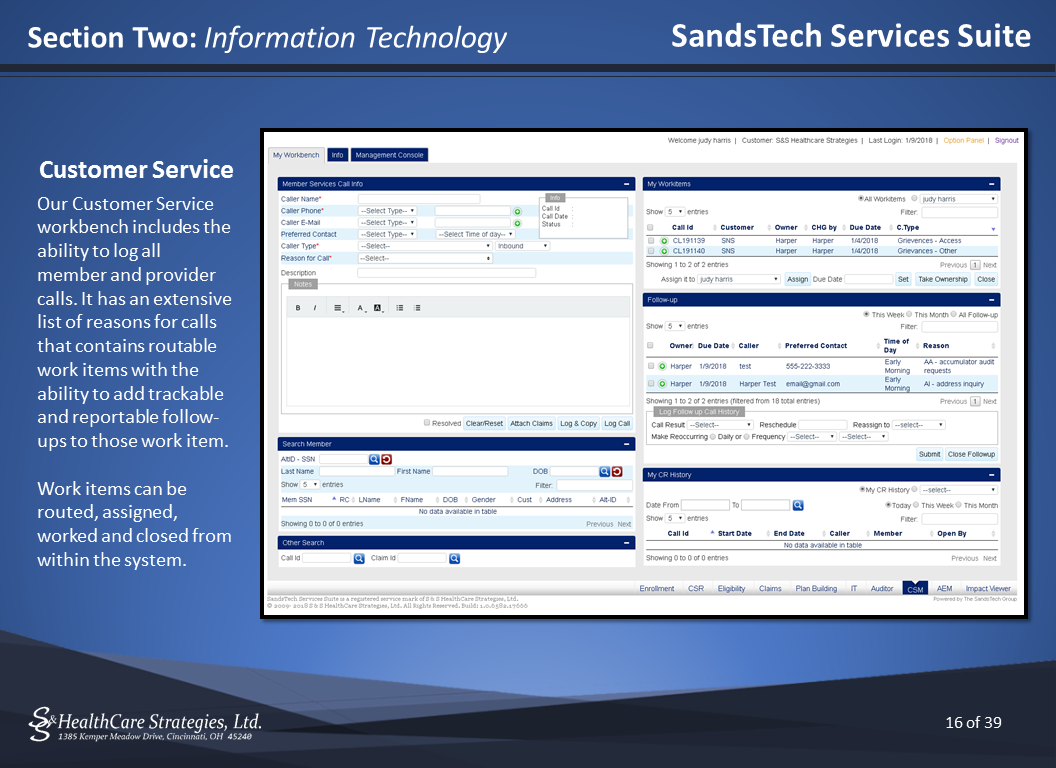 Section Two: Information Technology
SandsTech Services Suite
Customer Service
Our Customer Service
workbench includes the
ability to log all
member and provider
calls. It has an extensive
list of reasons for calls
that contains routable
work items with the
ability to add trackable
and reportable follow-
ups to those work item.
Work items can be
routed, assigned,
worked and closed from
within the system.
Welcome judy harris | Customer: S&S Healthcare Strategies | Last Login: 1/9/2018 | Option Panel | Signout
My Workbench Info Management Console
Member Services Call Info
Caller Name*
Caller Phone* --Select Type--
Caller E-Mail --Select Type--
Preferred Contact --Select Type-- --Select Time of day--
Caller Type* --Select-- Inbound
Reason for Call* --Select--
Description
Info
Call Id :
Call Date :
Status :
Notes
B I A A
Resolved Clear/Reset Attach Claims Log & Copy Log Call
Search Member
AltID - SSN
Last Name First Name DOB
Show 5 entries Filter:
Mem SSN RC LName FName DOB Gender Cust Address Alt-ID
No data available in table
Showing 0 to 0 of 0 entries Previous Next
Other Search
Call Id Claim Id
My Workitems
All Workitems judy harris
Show 5 entries Filter:
Call Id Customer Owner CHG by Due Date C.Type
CL191139 SNS Harper Harper 1/4/2018 Grievences - Access
CL191140 SNS Harper Harper 1/4/2018 Grievences - Other
Showing 1 to 2 of 2 entries Previous 1 Next
Assign it to judy harris Assign Due Date Set Take Ownership Close
Follow-up
This Week This Month All Follow-up
Show 5 entries Filter:
Owner Due Date Caller Preferred Contact Time of Day Reason
Harper 1/9/2018 test 555-222-3333 Early Morning AA - accumulator audit requests
Harper 1/9/2018 Harper Test email@gmail.com Early Morning AI - address inquiry
Showing 1 to 2 of 2 entries (filtered from 18 total entries) Previous 1 Next
Log Follow up Call History
Call Result --Select-- Reschedule Reassign to --select--
Make Reoccurring Daily or Frequency --Select-- --Select--
Submit Close Followup
My CR History
My CR History --select--
Date From To Today This Week This Month
Show 5 entries Filter:
Call Id Start Date End Date Caller Member Open By
No data available in table
Showing 0 to 0 of 0 entries Previous Next
Enrollment CSR Eligibility Claims Plan Building IT Auditor CSM AEM Impact Viewer
SandsTech Services Suite is a registered service mark of S & S HealthCare Strategies, Ltd.
© 2009- 2018 S & S HealthCare Strategies, Ltd. All Rights Reserved. Build: 1.0.6582.17666
Powered by The SandsTech Group
S&S HealthCare Strategies, Ltd.
1385 Kemper Meadow Drive, Cincinnati, OH 45240
16 of 39